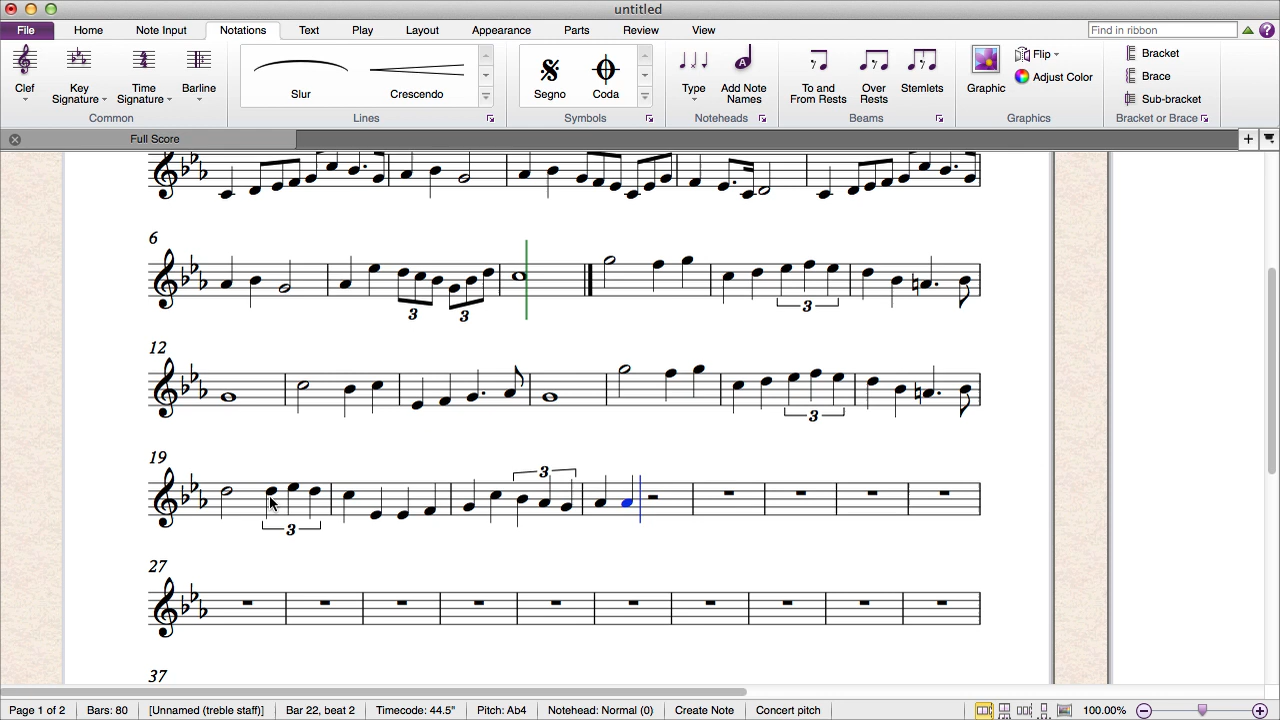 untitled
File Home Note Input Notations Text Play Layout Appearance Parts Review View Find in ribbon
Clef Key Signature Time Signature Barline Slur Crescendo Segno Coda Type Add Note Names To and From Rests Over Rests Stemlets Graphic Flip Adjust Color Bracket Brace Sub-bracket
Common Lines Symbols Noteheads Beams Graphics Bracket or Brace
Full Score
6
3 3 3
12
3 3
19
3 3
27
37
Page 1 of 2 Bars: 80 [Unnamed (treble staff)] Bar 22, beat 2 Timecode: 44.5" Pitch: Ab4 Notehead: Normal (0) Create Note Concert pitch 100.00%